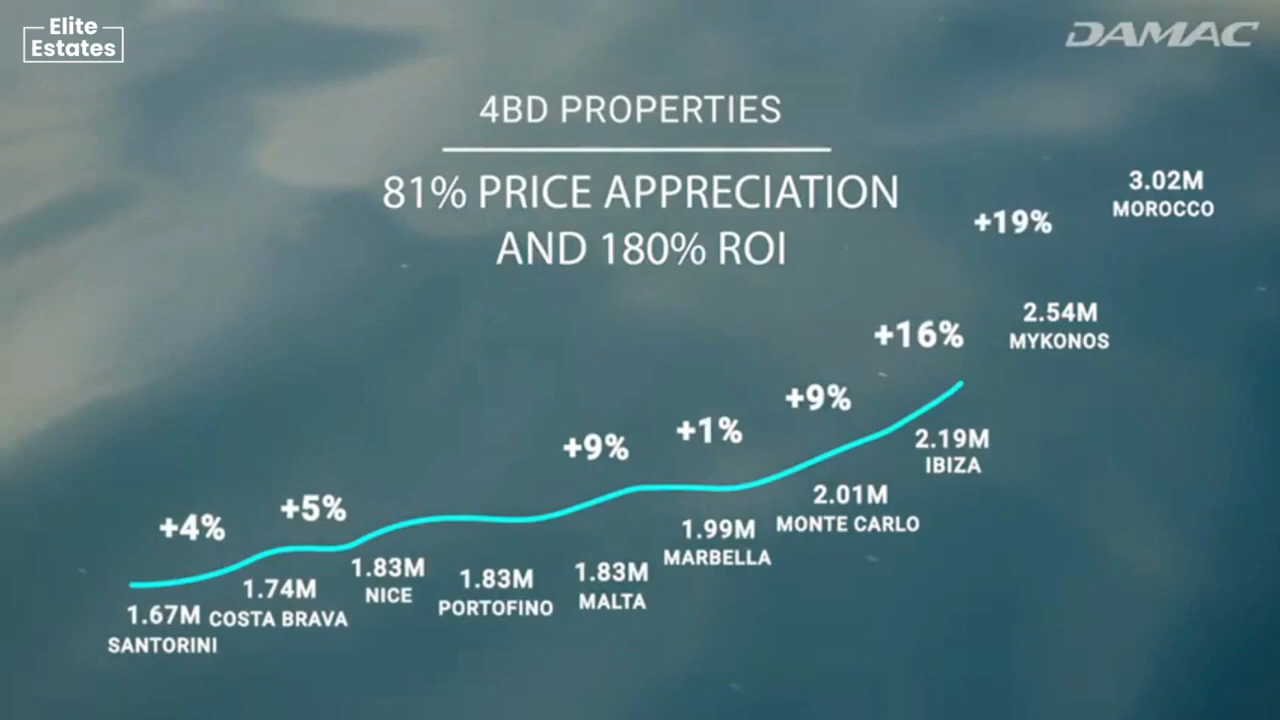 Elite
Estates
DAMAC
4BD PROPERTIES
81% PRICE APPRECIATION
AND 180% ROI
3.02M
MOROCCO
+19%
2.54M
MYKONOS
+16%
+9%
2.19M
IBIZA
+1%
+9%
2.01M
MONTE CARLO
1.99M
MARBELLA
+5%
+4%
1.83M
NICE
1.83M
PORTOFINO
1.83M
MALTA
1.74M
COSTA BRAVA
1.67M
SANTORINI